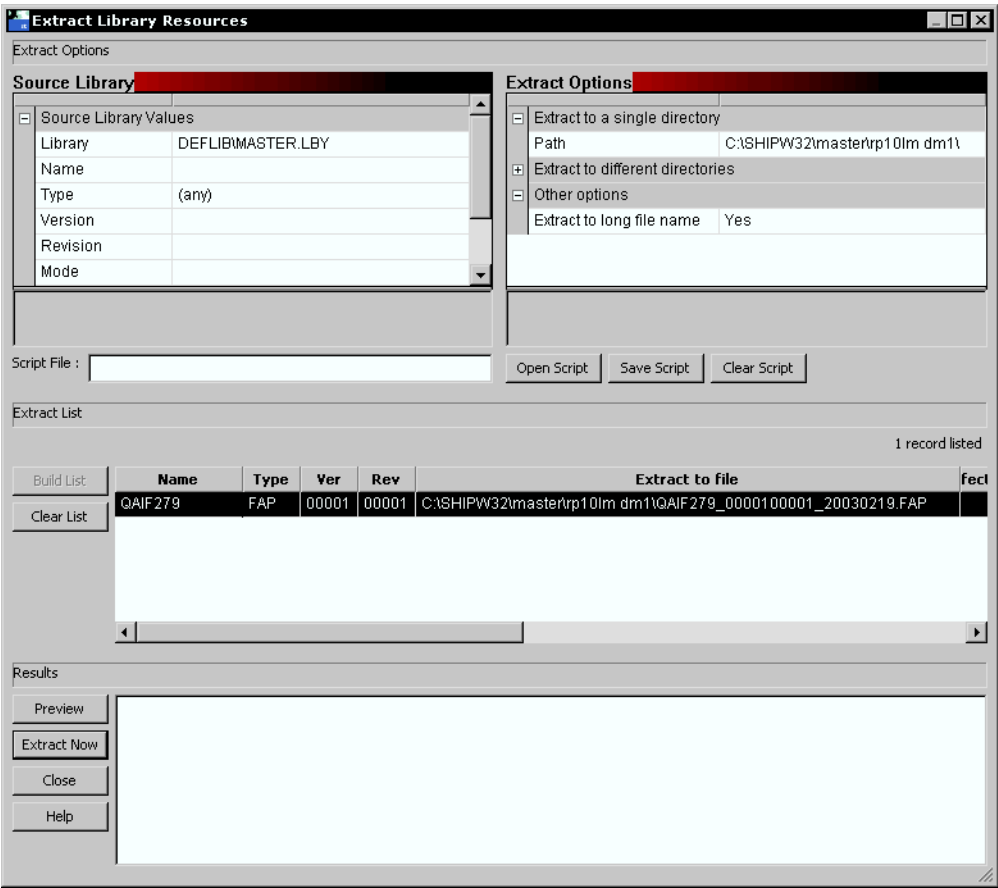 Extract Library Resources
Extract Options
Source Library
Source Library Values
Library DEFLIB\MASTER.LBY
Name
Type (any)
Version
Revision
Mode
Extract Options
Extract to a single directory
Path C:\SHIPW32\master\rp10lm dm1\
Extract to different directories
Other options
Extract to long file name Yes
Script File :
Open Script Save Script Clear Script
Extract List
1 record listed
Build List
Clear List
Name Type Ver Rev Extract to file fect
QAIF279 FAP 00001 00001 C:\SHIPW32\master\rp10lm dm1\QAIF279_0000100001_20030219.FAP
Results
Preview
Extract Now
Close
Help